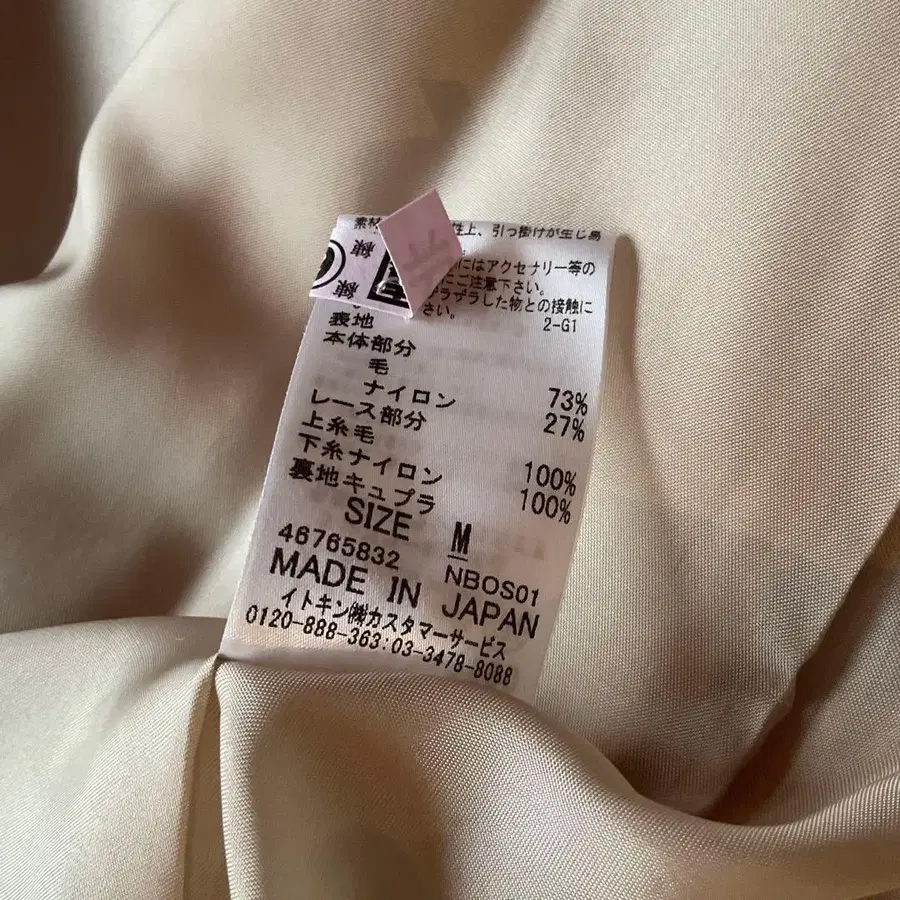 素材 性上、引っ掛けが生じ易
にはアクセサリー等の
にご注意下さい。
ザラした物との接触に
さい。
2-G1
表地
本体部分
毛 73%
ナイロン 27%
レース部分
上糸毛 100%
下糸ナイロン 100%
裏地キュプラ
SIZE M
46765832 NBOS01
MADE IN JAPAN
イトキン㈱カスタマーサービス
0120-888-363:03-3478-8088